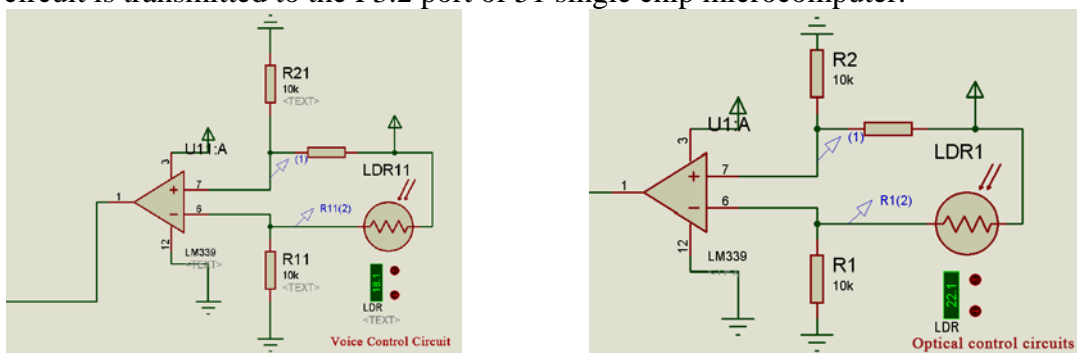 circuit is transmitted to the P3.2 port of 51 single chip microcomputer.
R21
10k
<TEXT>
U11:A
3
(1)
LDR11
7
1
6
R11(2)
12
LM339
<TEXT>
R11
10k
<TEXT>
18.1
LDR
<TEXT>
Voice Control Circuit
R2
10k
U1:A
3
(1)
LDR1
7
1
6
R1(2)
12
LM339
R1
10k
22.1
LDR
Optical control circuits